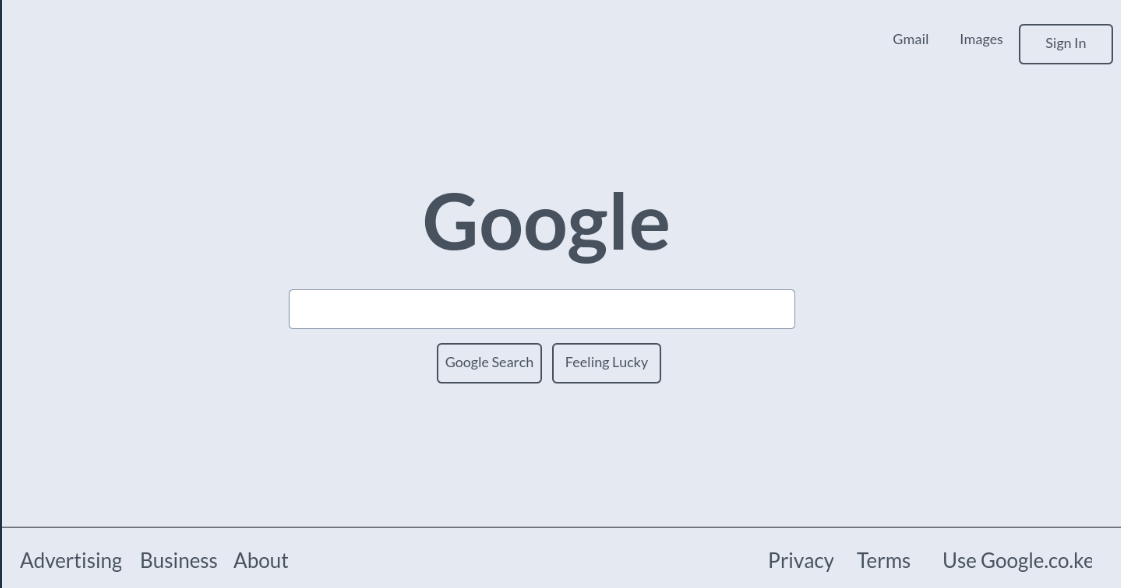 Gmail Images Sign In
Google
Google Search Feeling Lucky
Advertising Business About Privacy Terms Use Google.co.ke